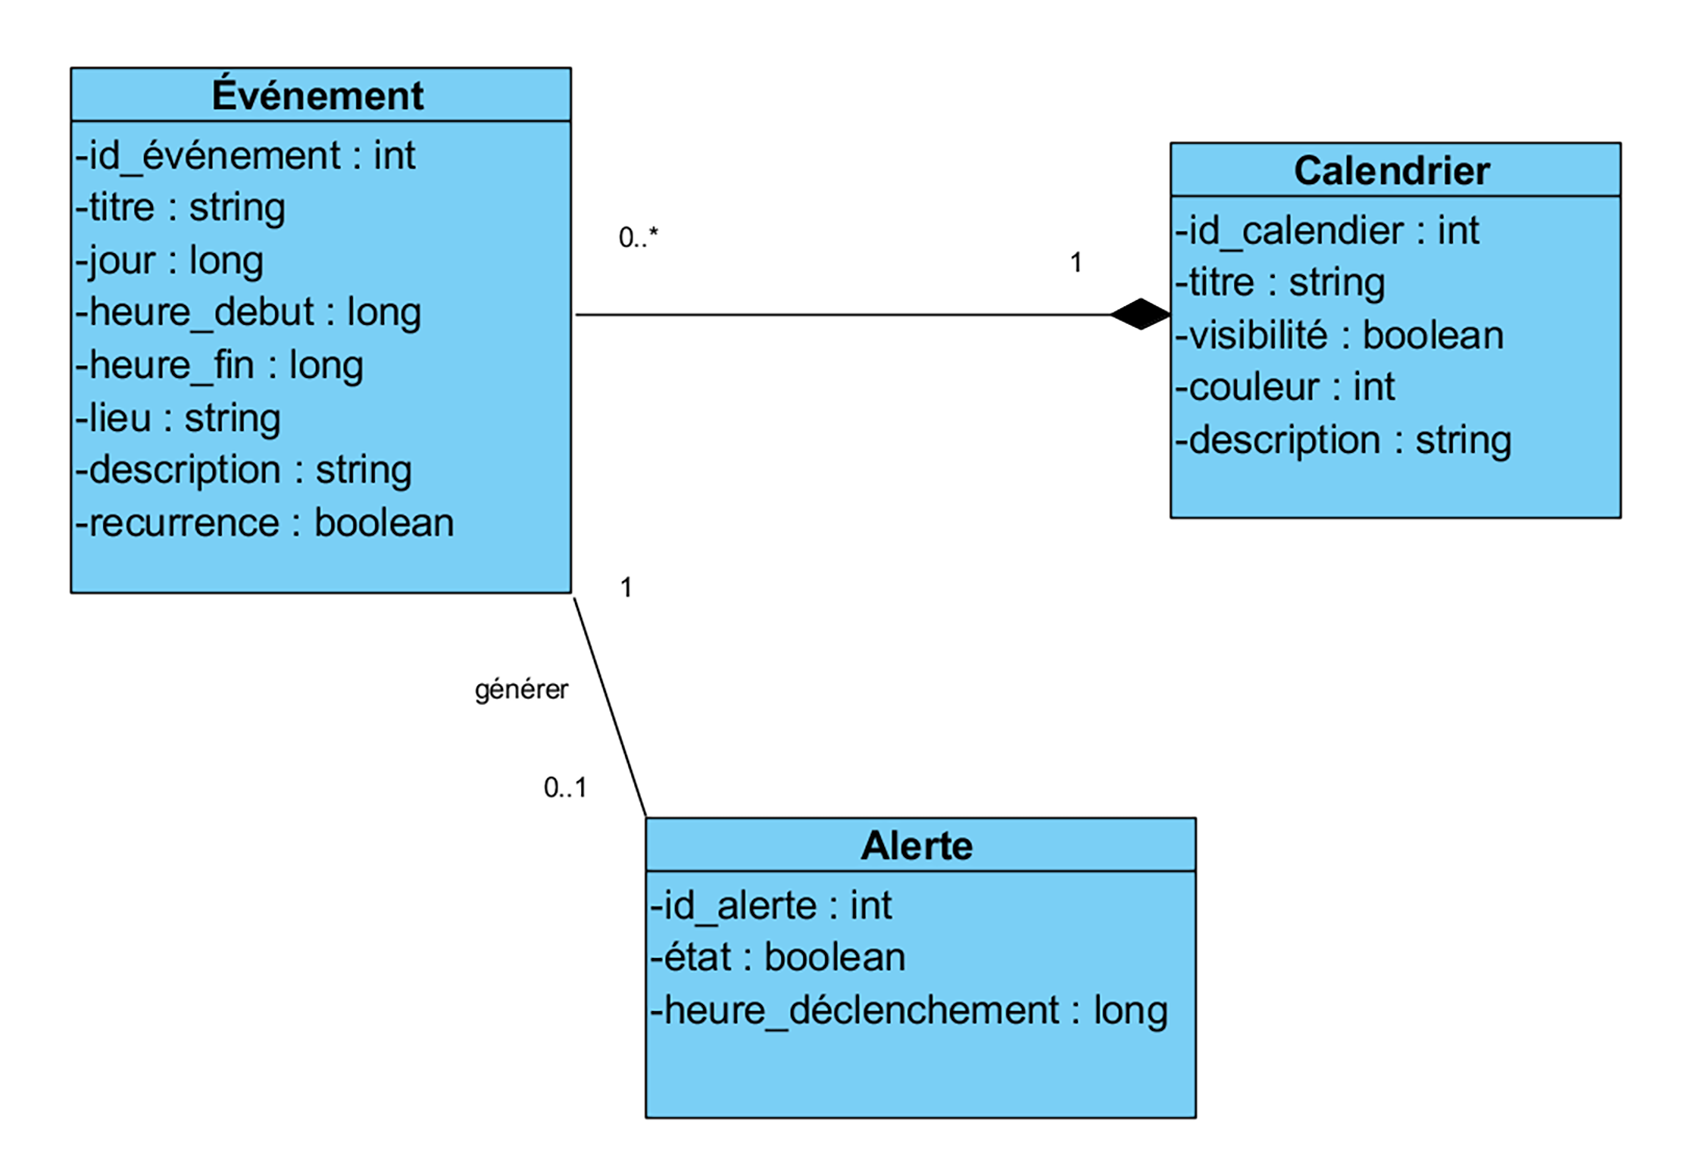 Événement
-id_événement : int
-titre : string
-jour : long
-heure_debut : long
-heure_fin : long
-lieu : string
-description : string
-recurrence : boolean
0..*
1
Calendrier
-id_calendier : int
-titre : string
-visibilité : boolean
-couleur : int
-description : string
1
générer
0..1
Alerte
-id_alerte : int
-état : boolean
-heure_déclenchement : long